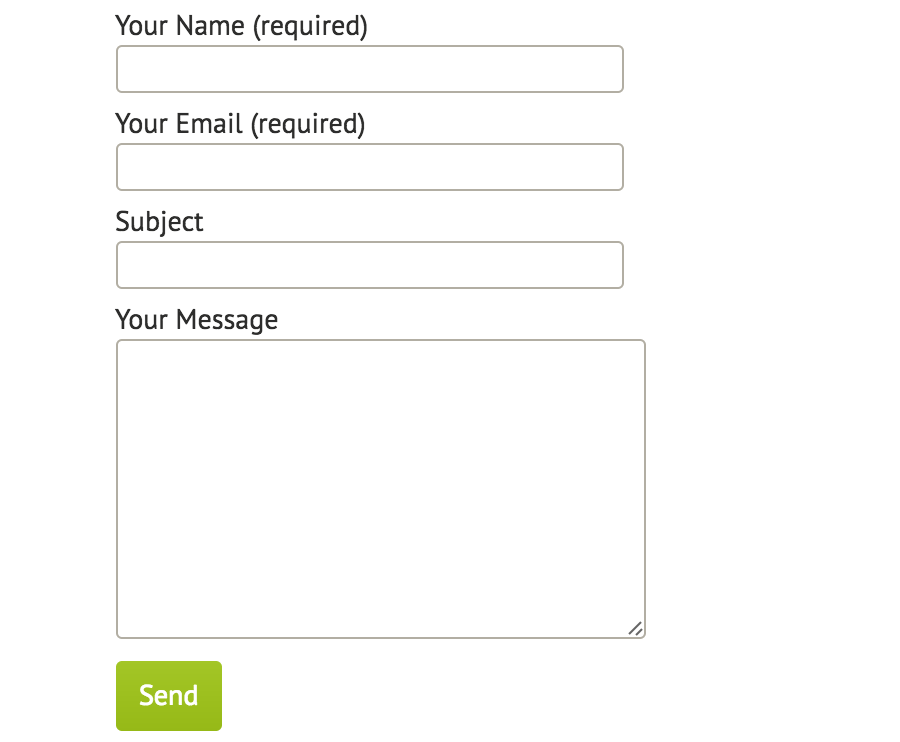 Your Name (required)
Your Email (required)
Subject
Your Message
Send